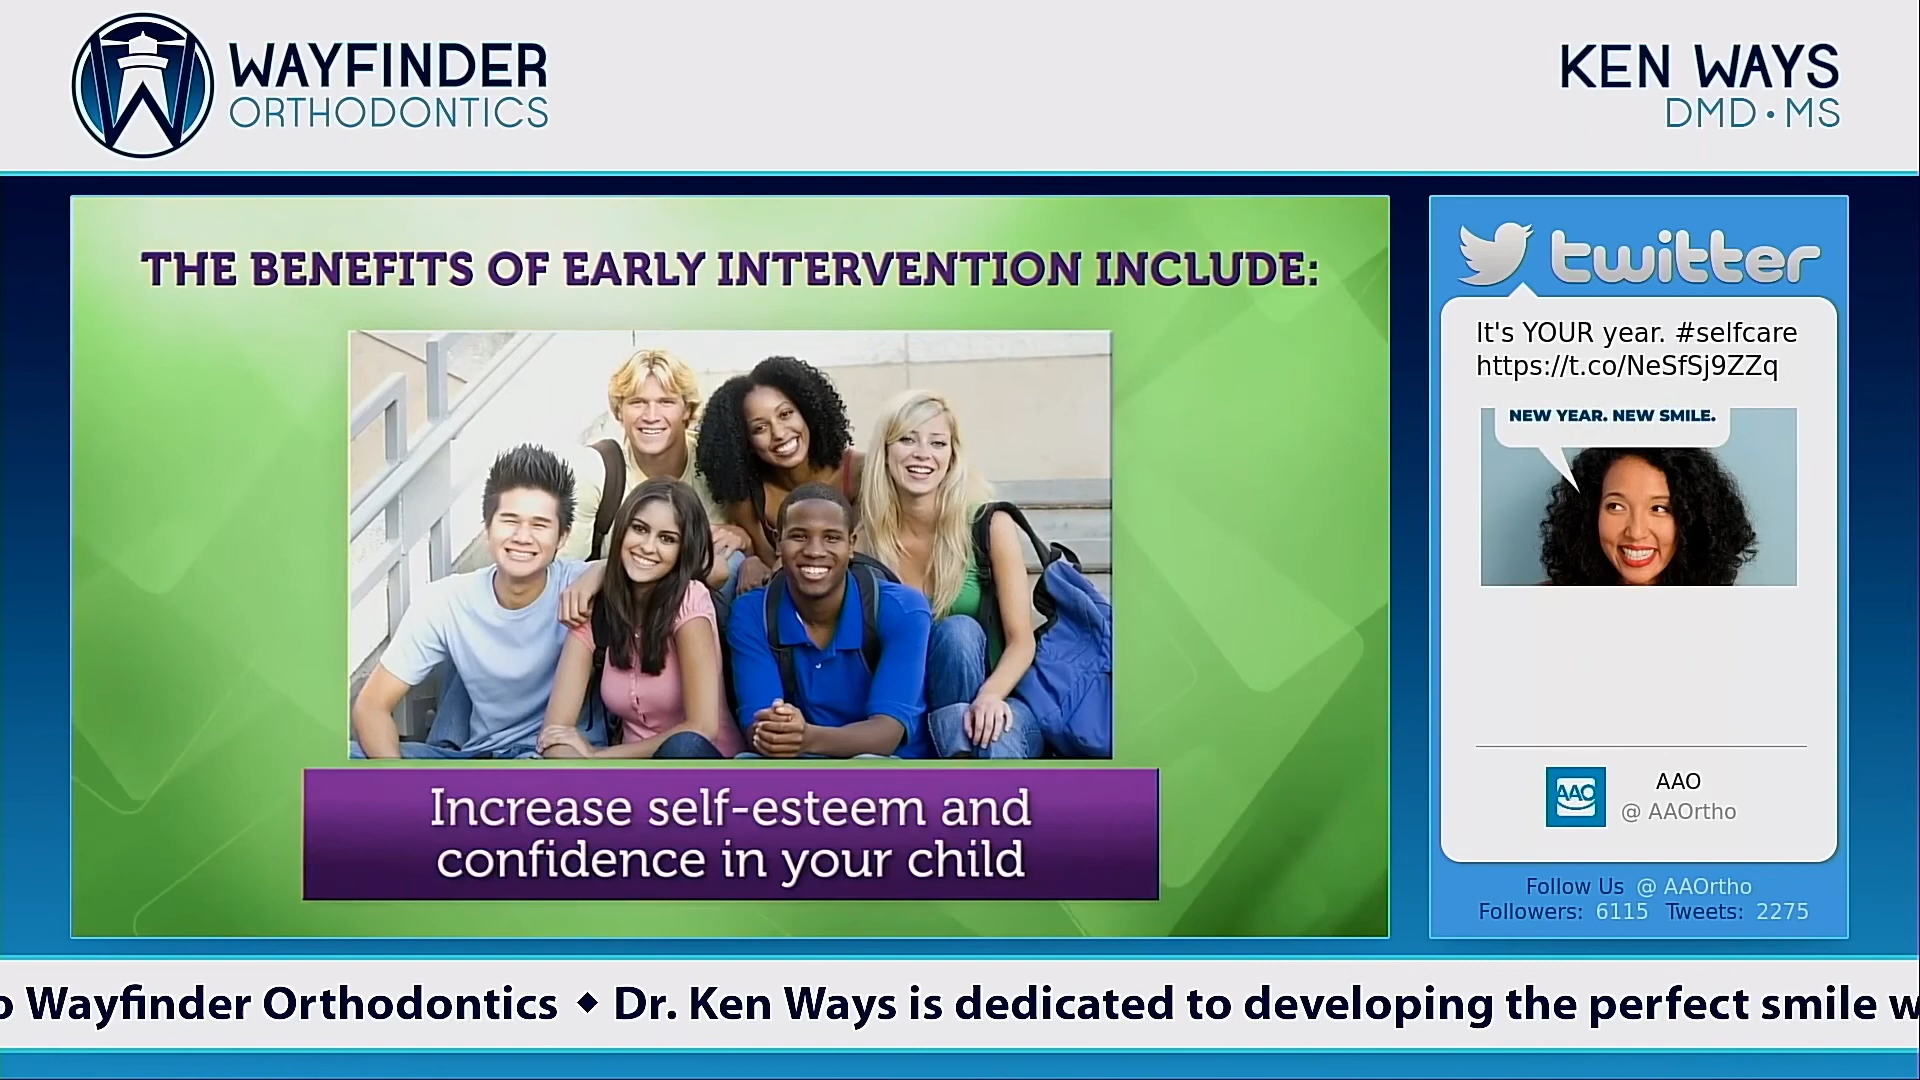 WAYFINDER
ORTHODONTICS
KEN WAYS
DMD • MS
THE BENEFITS OF EARLY INTERVENTION INCLUDE:
Increase self-esteem and
confidence in your child
twitter
It's YOUR year. #selfcare
https://t.co/NeSfSj9ZZq
NEW YEAR. NEW SMILE.
AAO
AAO
@ AAOrtho
Follow Us @ AAOrtho
Followers: 6115 Tweets: 2275
Wayfinder Orthodontics ◆ Dr. Ken Ways is dedicated to developing the perfect smile